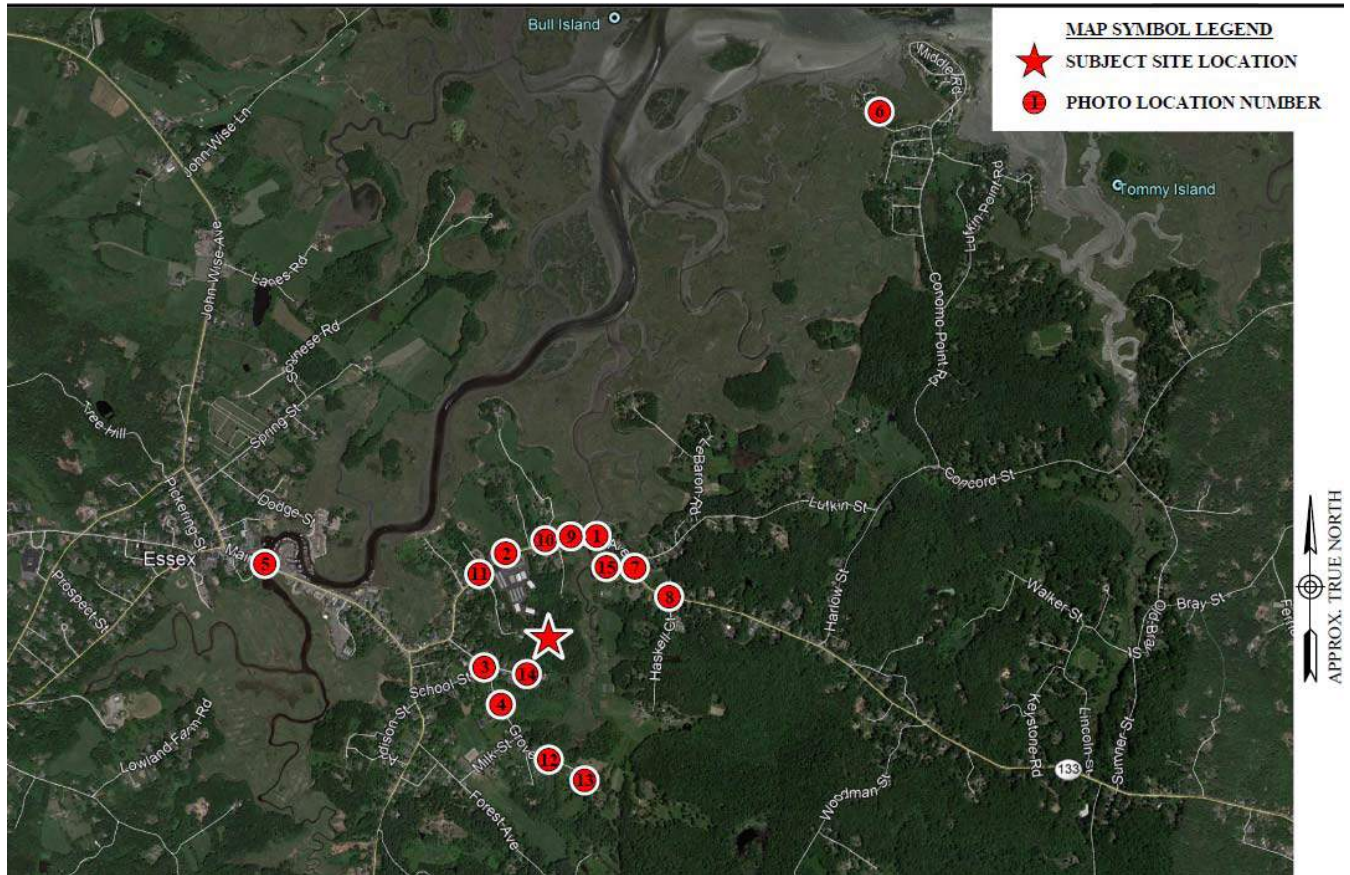 MAP SYMBOL LEGEND
SUBJECT SITE LOCATION
1 PHOTO LOCATION NUMBER
Bull Island
Middle Rd
6
John Wise Ln
Tommy Island
Lufkin Point Rd
John Wise Ave
Lanes Rd
Conomo Point Rd
Spring St
Tree Hill
LeBaron Rd
Pickering St
Dodge St
Concord St
Lufkin St
Essex
5
11
2
10
9
1
15
7
8
Prospect St
Harlow St
Walker St
Bray St
Haskell Ct
3
14
School St
4
Addison St
Lowland Farm Rd
Milk St
Grove
12
13
Keystone Rd
Lincoln St
Sumner St
133
Forest Ave
Woodman St
APPROX. TRUE NORTH